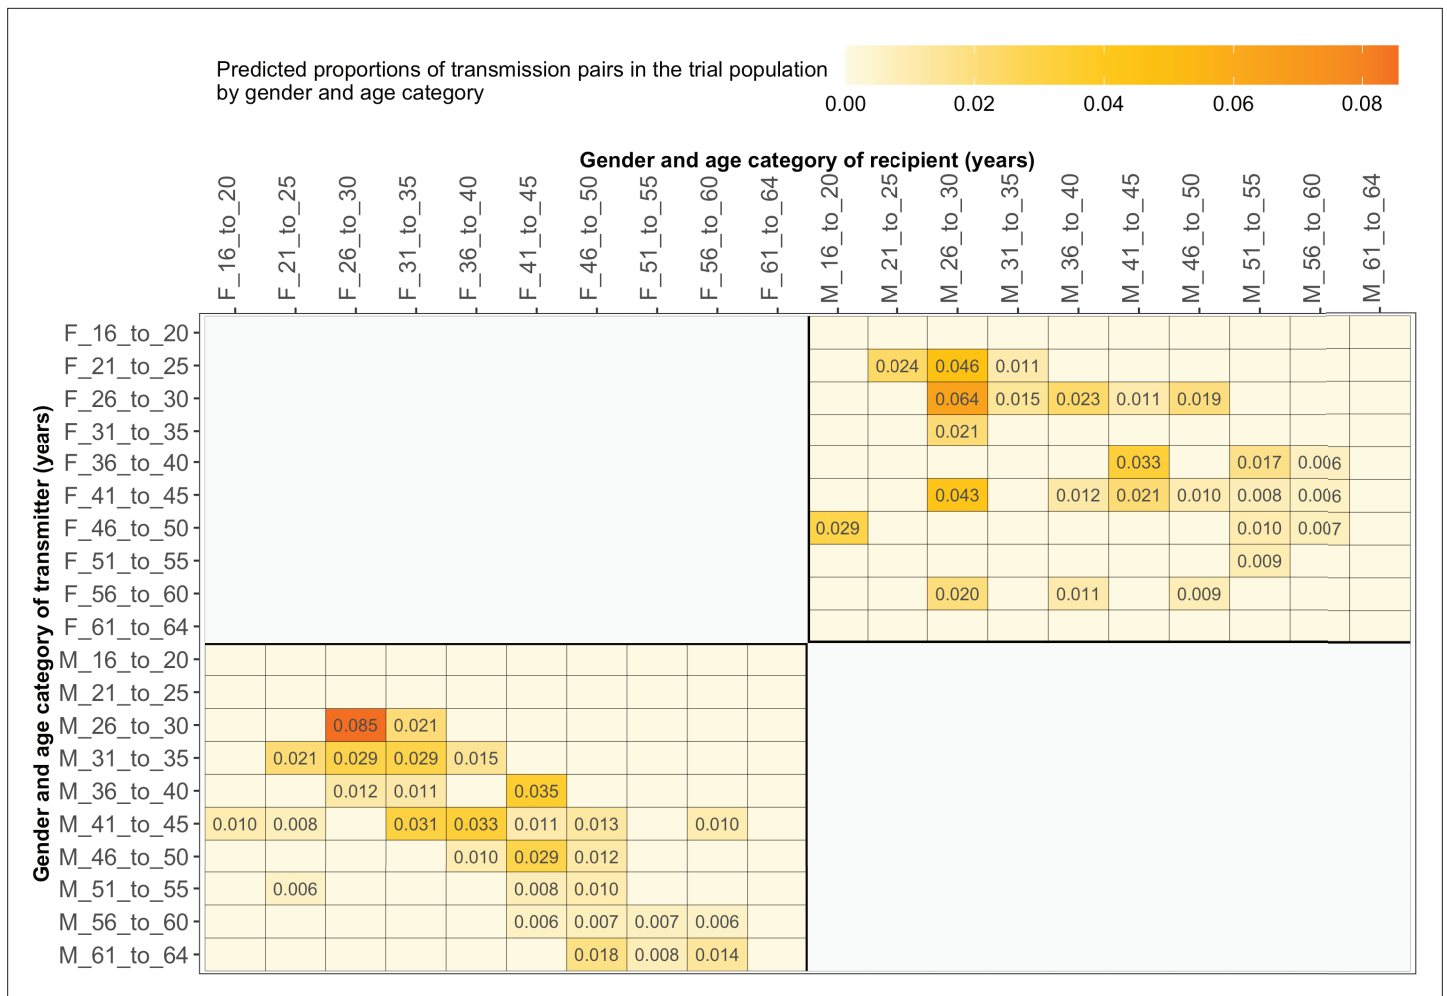 Predicted proportions of transmission pairs in the trial population
by gender and age category
0.00 0.02 0.04 0.06 0.08
Gender and age category of recipient (years)
F_16_to_20 F_21_to_25 F_26_to_30 F_31_to_35 F_36_to_40 F_41_to_45 F_46_to_50 F_51_to_55 F_56_to_60 F_61_to_64 M_16_to_20 M_21_to_25 M_26_to_30 M_31_to_35 M_36_to_40 M_41_to_45 M_46_to_50 M_51_to_55 M_56_to_60 M_61_to_64
Gender and age category of transmitter (years)
F_16_to_20
F_21_to_25 0.024 0.046 0.011
F_26_to_30 0.064 0.015 0.023 0.011 0.019
F_31_to_35 0.021
F_36_to_40 0.033 0.017 0.006
F_41_to_45 0.043 0.012 0.021 0.010 0.008 0.006
F_46_to_50 0.029 0.010 0.007
F_51_to_55 0.009
F_56_to_60 0.020 0.011 0.009
F_61_to_64
M_16_to_20
M_21_to_25
M_26_to_30 0.085 0.021
M_31_to_35 0.021 0.029 0.029 0.015
M_36_to_40 0.012 0.011 0.035
M_41_to_45 0.010 0.008 0.031 0.033 0.011 0.013 0.010
M_46_to_50 0.010 0.029 0.012
M_51_to_55 0.006 0.008 0.010
M_56_to_60 0.006 0.007 0.007 0.006
M_61_to_64 0.018 0.008 0.014